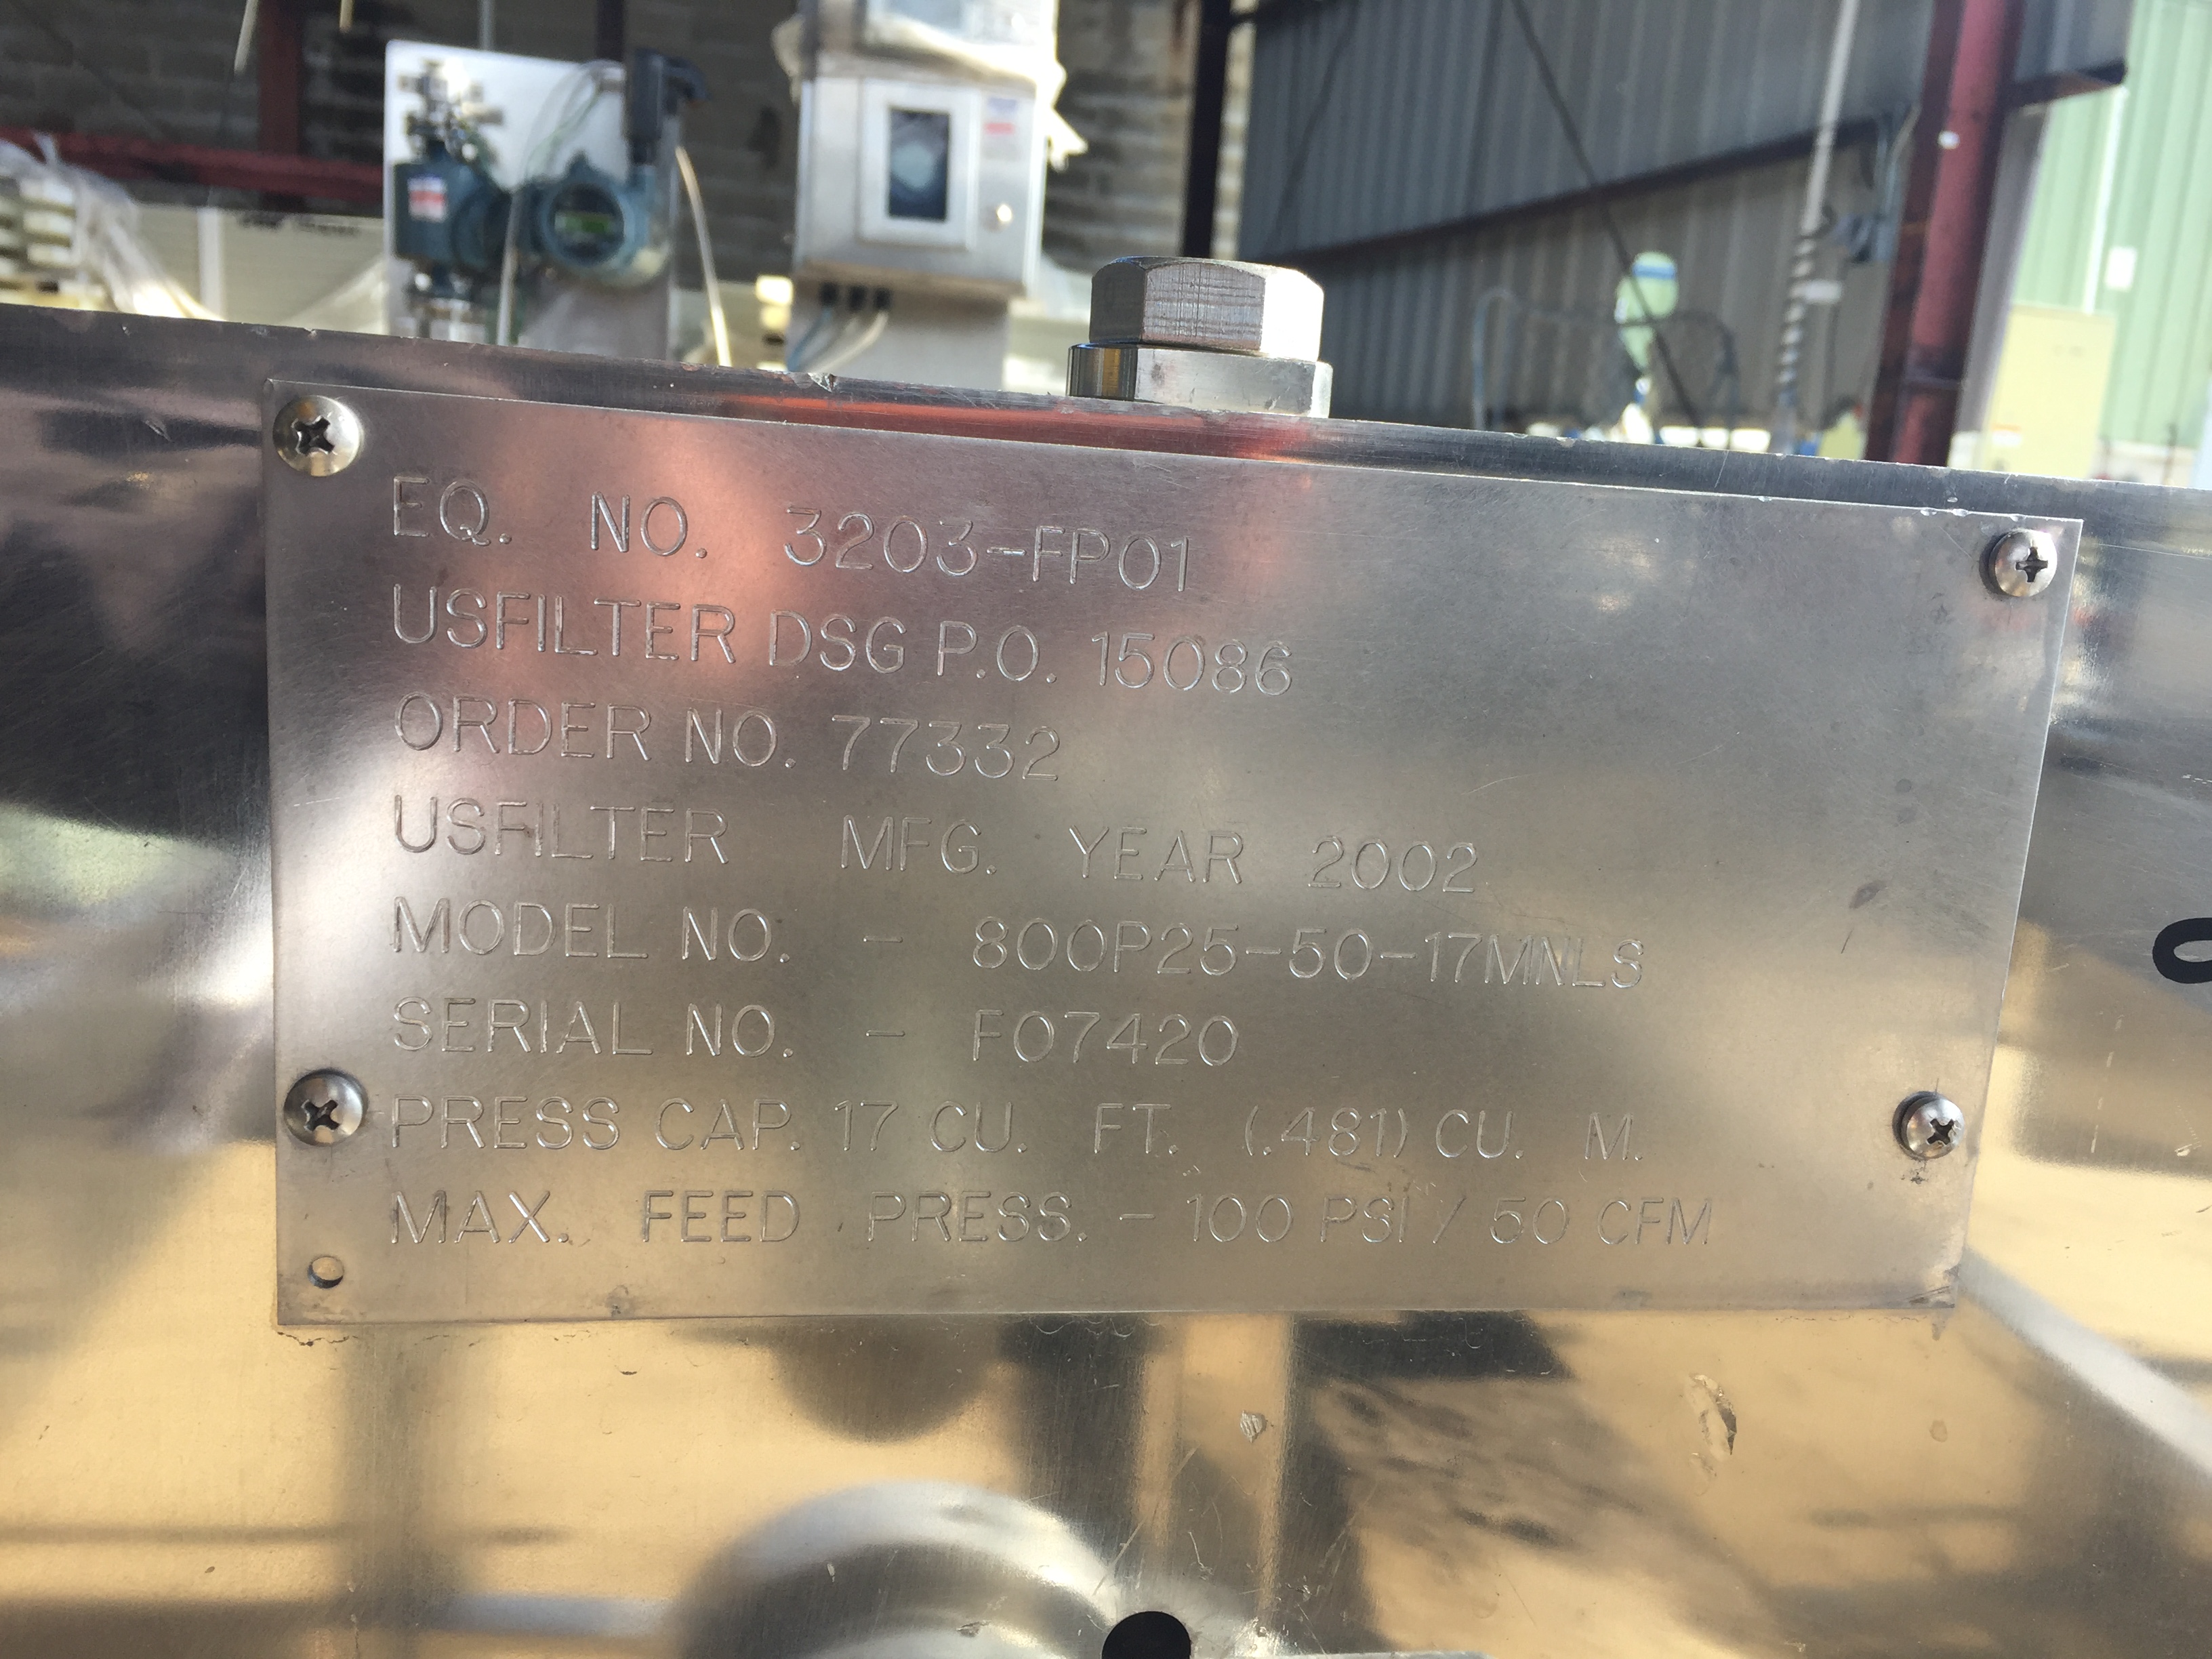 EQ. NO. 3203-FP01
USFILTER DSG P.O. 15086
ORDER NO. 77332
USFILTER MFG. YEAR 2002
MODEL NO. - 800P25-50-17MNLS
SERIAL NO. - F07420
PRESS CAP. 17 CU. FT. (.481) CU. M.
MAX. FEED PRESS. - 100 PSI / 50 CFM